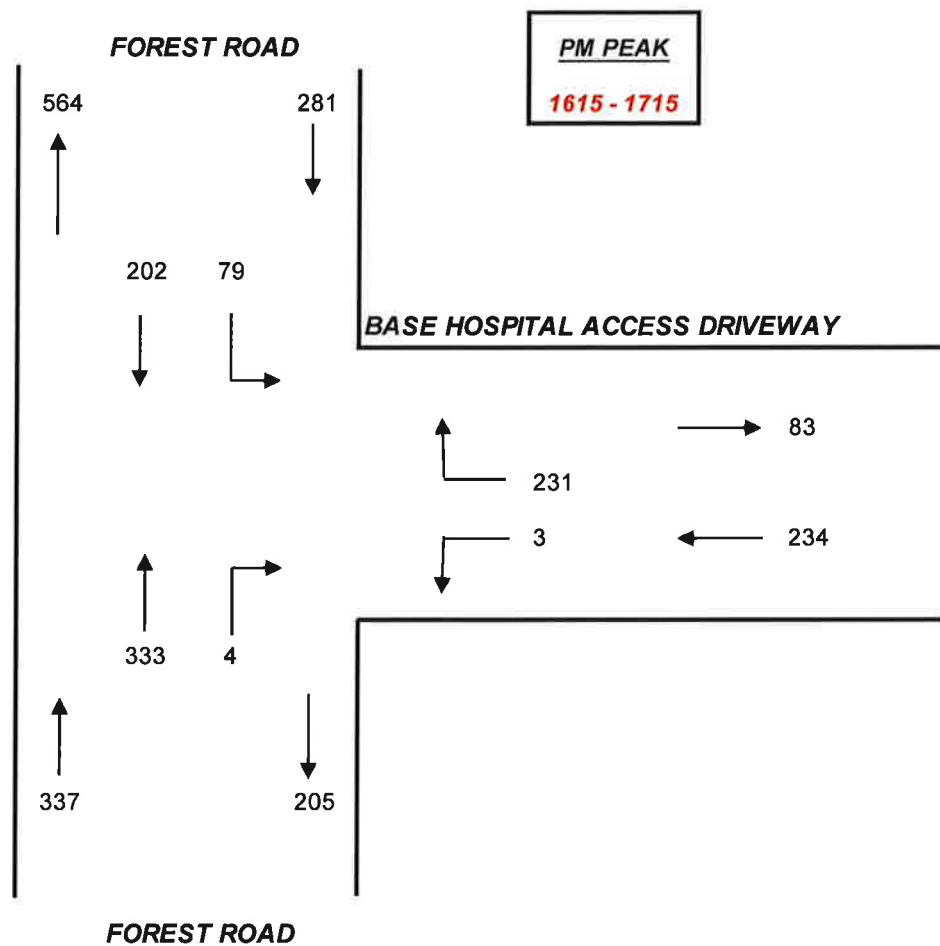 FOREST ROAD
PM PEAK
1615 - 1715
564
281
202
79
BASE HOSPITAL ACCESS DRIVEWAY
83
231
3
234
333
4
337
205
FOREST ROAD